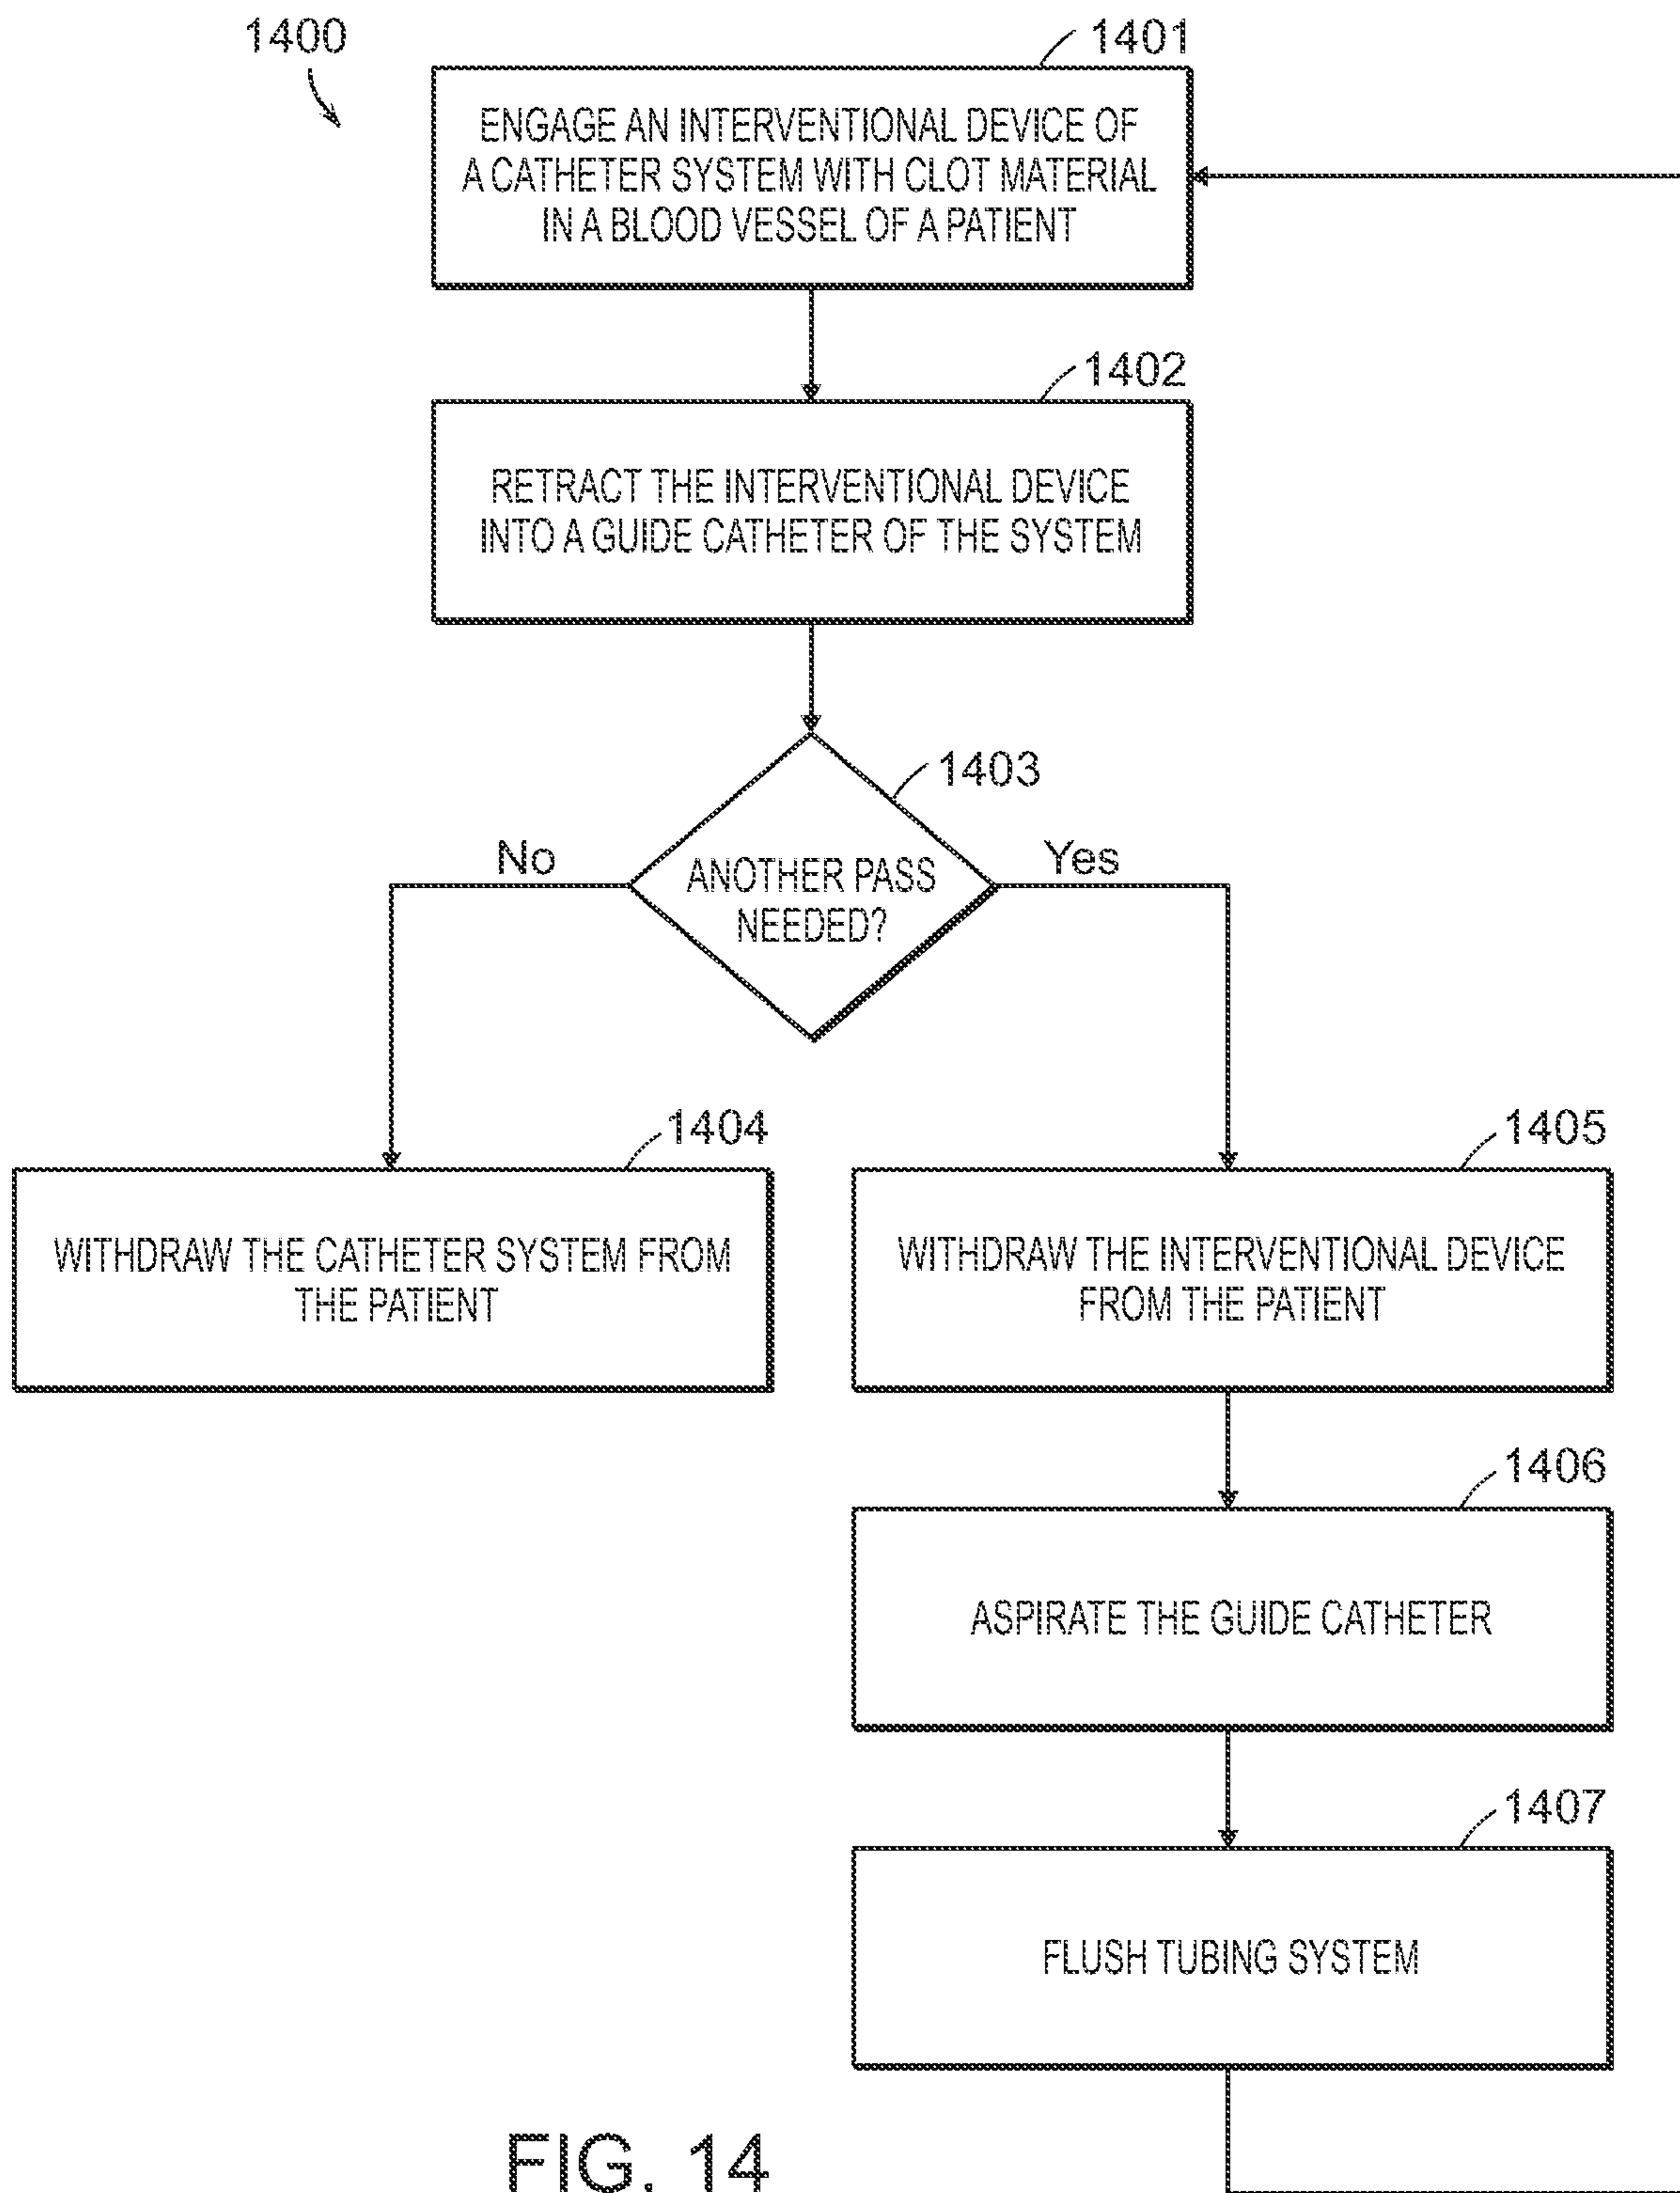 1400
1401
ENGAGE AN INTERVENTIONAL DEVICE OF
A CATHETER SYSTEM WITH CLOT MATERIAL
IN A BLOOD VESSEL OF A PATIENT
1402
RETRACT THE INTERVENTIONAL DEVICE
INTO A GUIDE CATHETER OF THE SYSTEM
1403
ANOTHER PASS
NEEDED?
No
Yes
1404
WITHDRAW THE CATHETER SYSTEM FROM
THE PATIENT
1405
WITHDRAW THE INTERVENTIONAL DEVICE
FROM THE PATIENT
1406
ASPIRATE THE GUIDE CATHETER
1407
FLUSH TUBING SYSTEM
FIG. 14